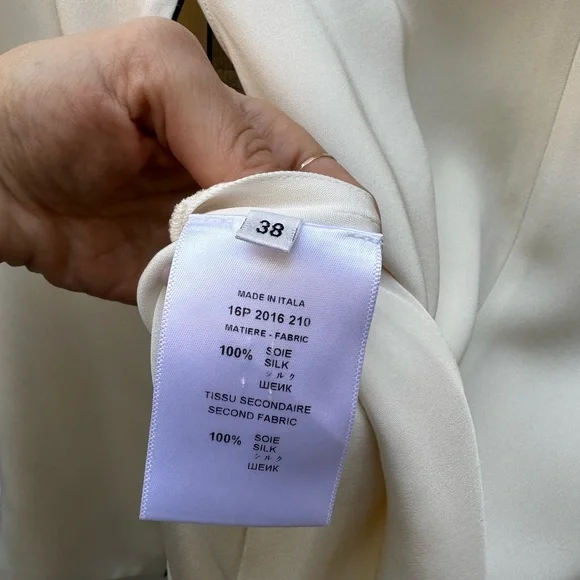 38
MADE IN ITALA
16P 2016 210
MATIERE - FABRIC
100% SOIE
SILK
シルク
ШЕИК
TISSU SECONDAIRE
SECOND FABRIC
100% SOIE
SILK
シルク
ШЕИК